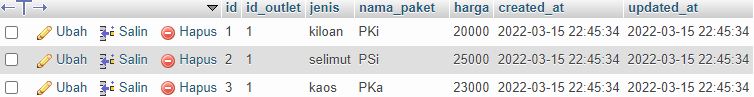 id id_outlet jenis nama_paket harga created_at updated_at
Ubah Salin Hapus 1 1 kiloan PKi 20000 2022-03-15 22:45:34 2022-03-15 22:45:34
Ubah Salin Hapus 2 1 selimut PSi 25000 2022-03-15 22:45:34 2022-03-15 22:45:34
Ubah Salin Hapus 3 1 kaos PKa 23000 2022-03-15 22:45:34 2022-03-15 22:45:34